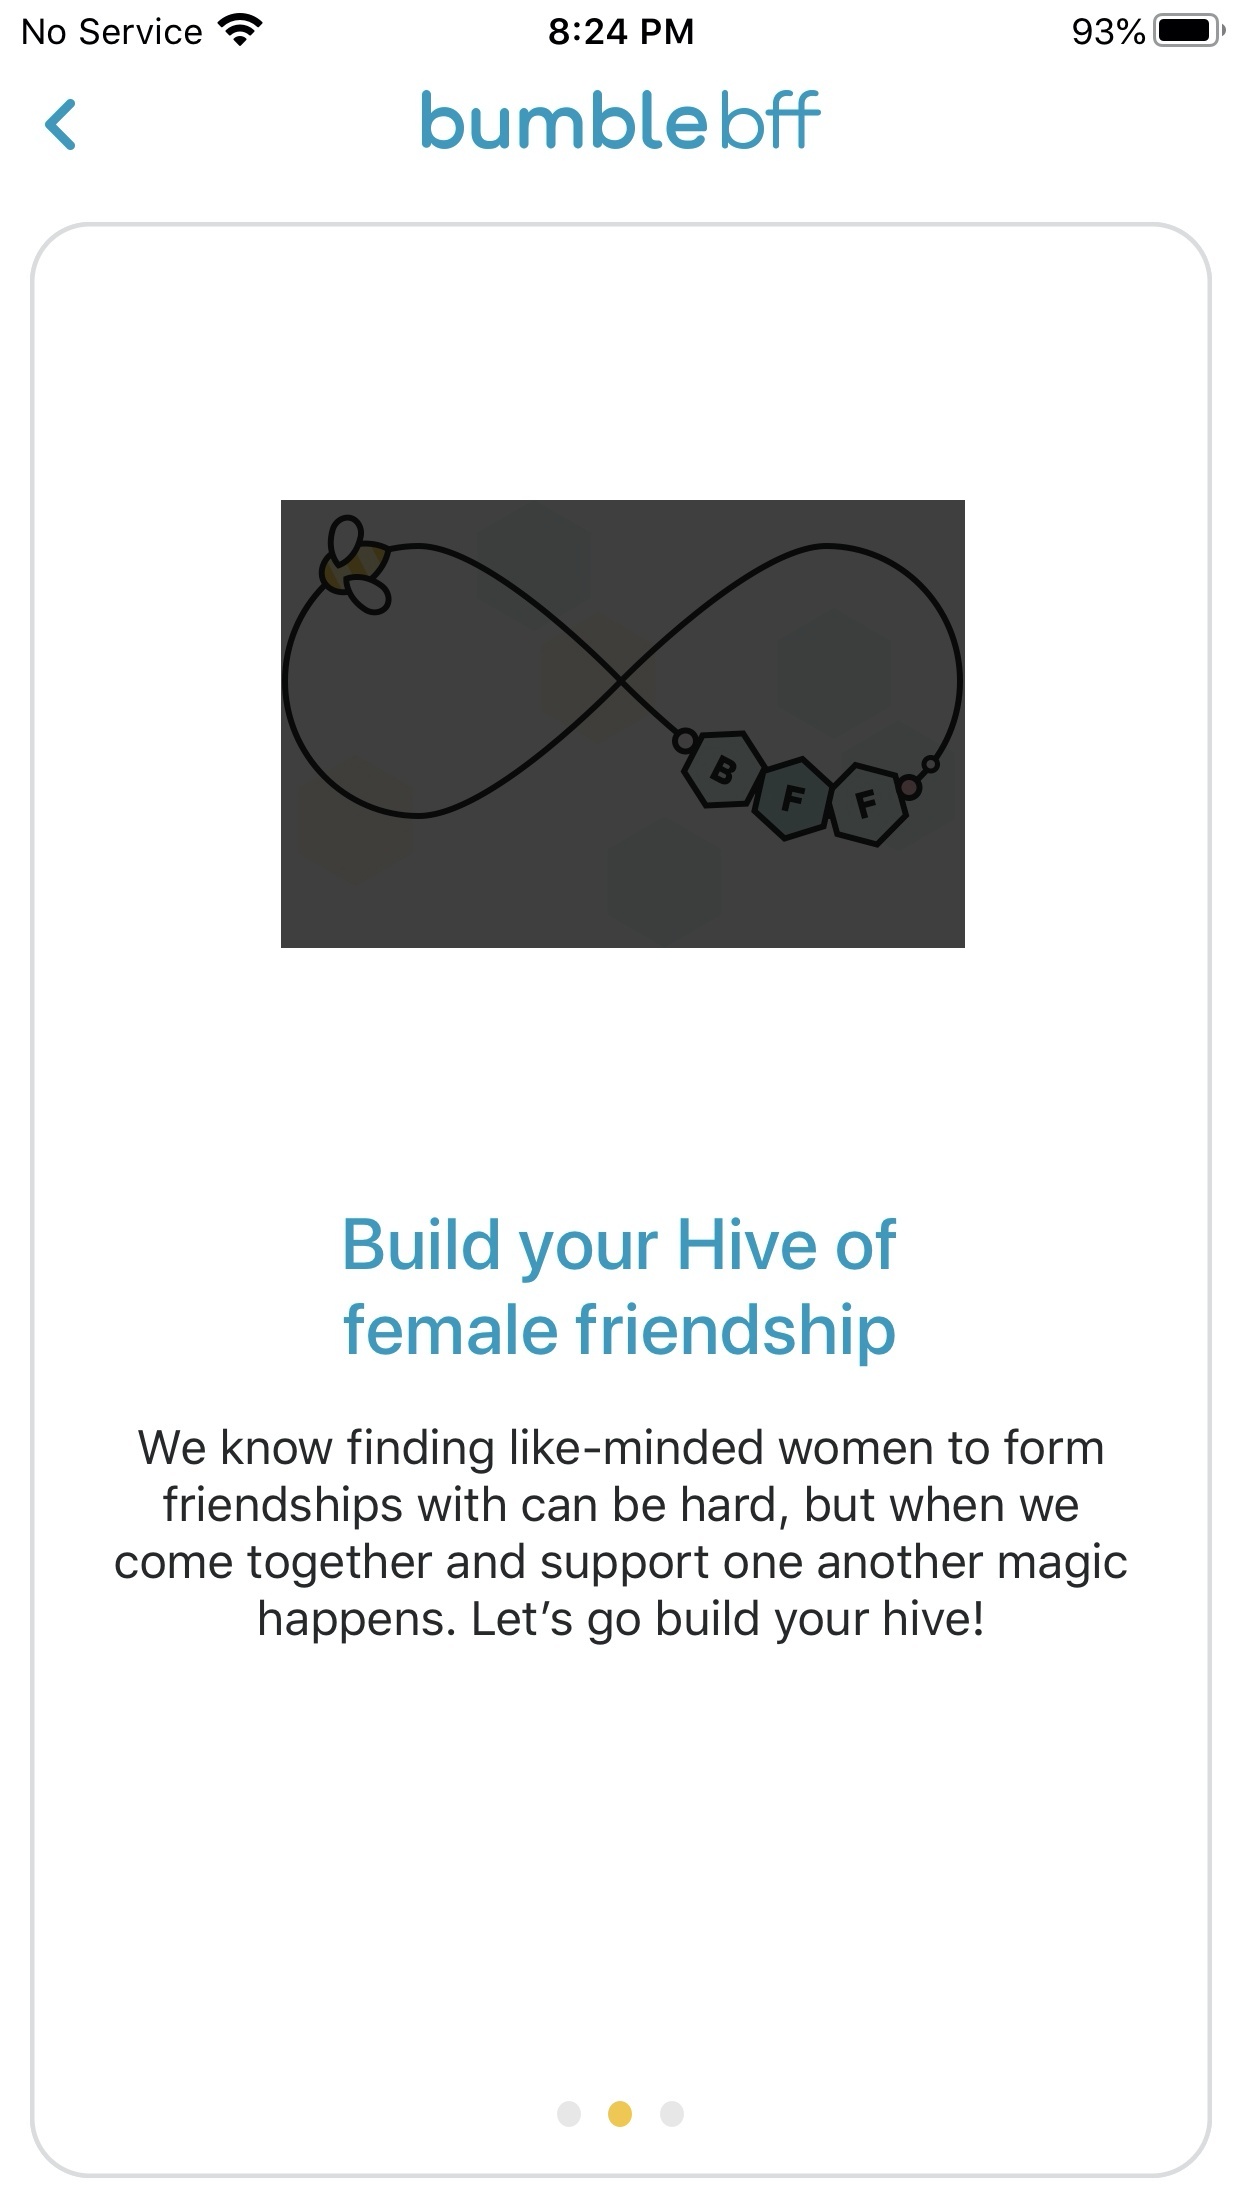 No Service 8:24 PM 93%
bumble bff
B F F
Build your Hive of
female friendship
We know finding like-minded women to form
friendships with can be hard, but when we
come together and support one another magic
happens. Let’s go build your hive!